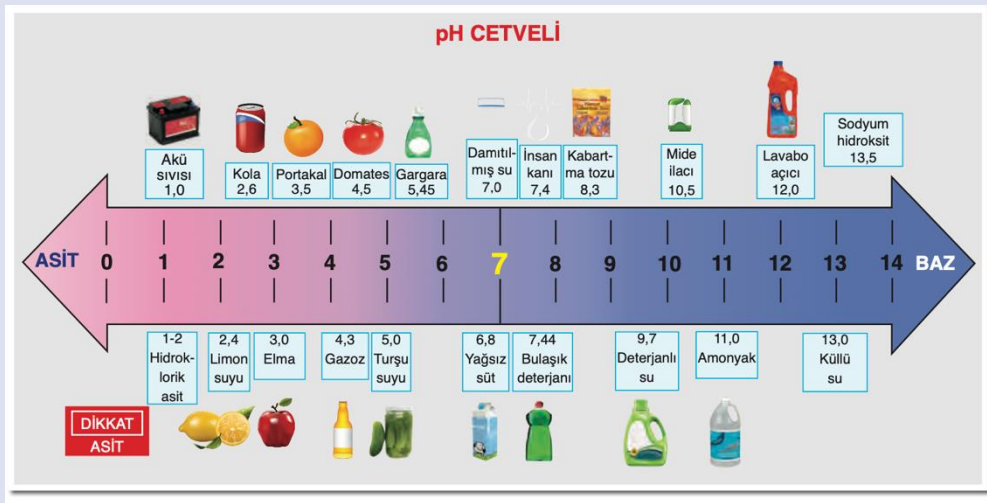 pH CETVELİ
Akü
sıvısı
1,0
Kola
2,6
Portakal
3,5
Domates
4,5
Gargara
5,45
Damıtıl-
mış su
7,0
İnsan
kanı
7,4
Kabart-
ma tozu
8,3
Mide
ilacı
10,5
Lavabo
açıcı
12,0
Sodyum
hidroksit
13,5
ASİT 0 1 2 3 4 5 6 7 8 9 10 11 12 13 14 BAZ
1-2
Hidrok-
lorik
asit
2,4
Limon
suyu
3,0
Elma
4,3
Gazoz
5,0
Turşu
suyu
6,8
Yağsız
süt
7,44
Bulaşık
deterjanı
9,7
Deterjanlı
su
11,0
Amonyak
13,0
Küllü
su
DİKKAT
ASİT